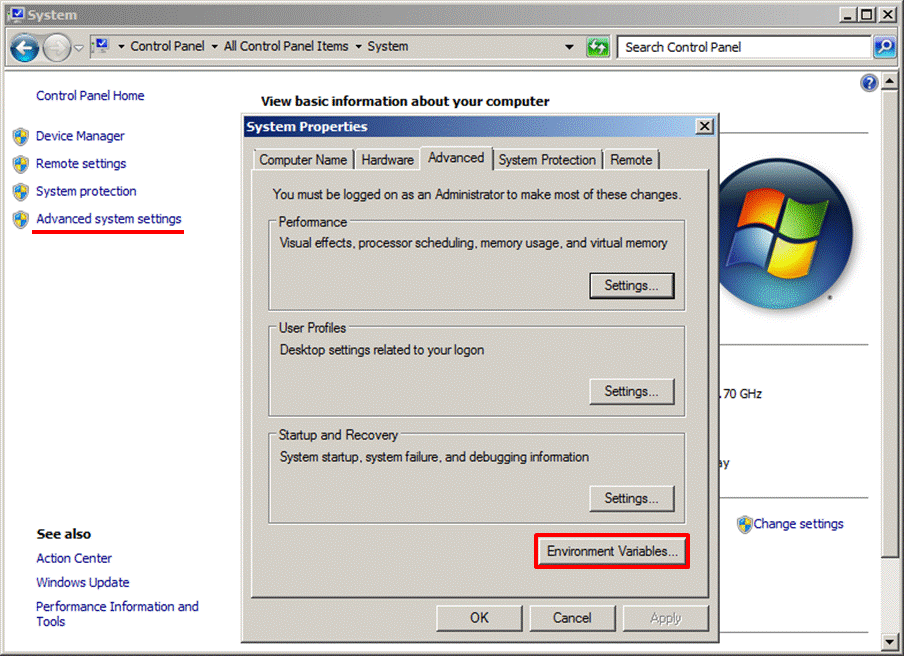 System
Control Panel
All Control Panel Items
System
Search Control Panel
Control Panel Home
Device Manager
Remote settings
System protection
Advanced system settings
See also
Action Center
Windows Update
Performance Information and
Tools
View basic information about your computer
System Properties
Computer Name
Hardware
Advanced
System Protection
Remote
You must be logged on as an Administrator to make most of these changes.
Performance
Visual effects, processor scheduling, memory usage, and virtual memory
Settings...
User Profiles
Desktop settings related to your logon
Settings...
Startup and Recovery
System startup, system failure, and debugging information
Settings...
Environment Variables...
OK
Cancel
Apply
.70 GHz
ay
Change settings